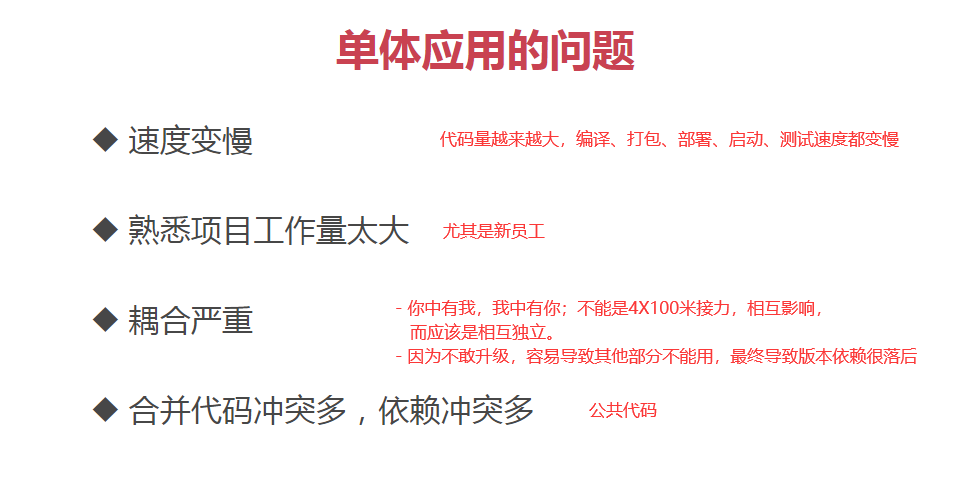 单体应用的问题
◆ 速度变慢 代码量越来越大，编译、打包、部署、启动、测试速度都变慢
◆ 熟悉项目工作量太大 尤其是新员工
◆ 耦合严重
- 你中有我，我中有你；不能是4X100米接力，相互影响，
而应该是相互独立。
- 因为不敢升级，容易导致其他部分不能用，最终导致版本依赖很落后
◆ 合并代码冲突多，依赖冲突多 公共代码